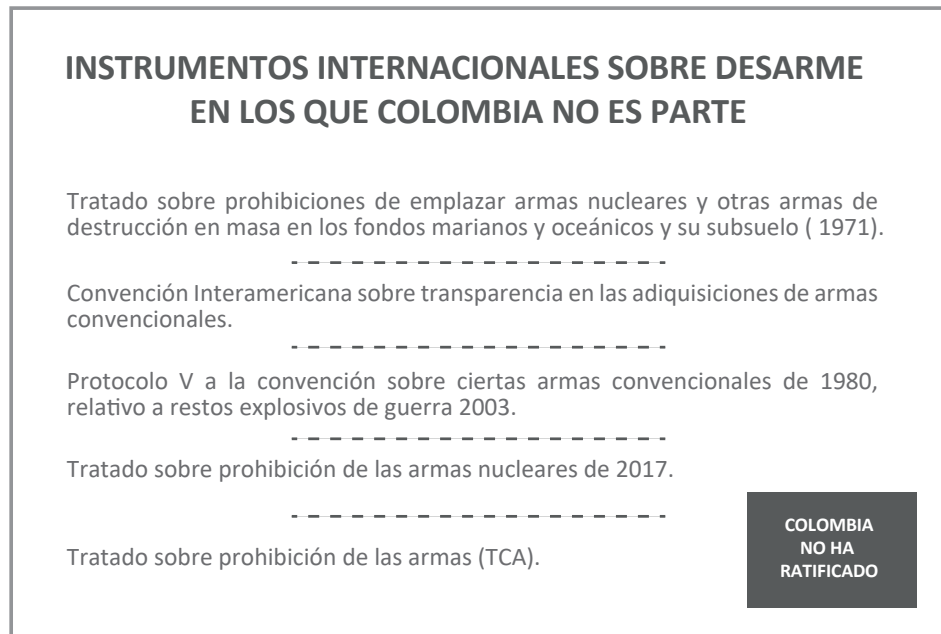 INSTRUMENTOS INTERNACIONALES SOBRE DESARME
EN LOS QUE COLOMBIA NO ES PARTE
Tratado sobre prohibiciones de emplazar armas nucleares y otras armas de
destrucción en masa en los fondos marianos y oceánicos y su subsuelo ( 1971).
Convención Interamericana sobre transparencia en las adiquisiciones de armas
convencionales.
Protocolo V a la convención sobre ciertas armas convencionales de 1980,
relativo a restos explosivos de guerra 2003.
Tratado sobre prohibición de las armas nucleares de 2017.
Tratado sobre prohibición de las armas (TCA).
COLOMBIA
NO HA
RATIFICADO